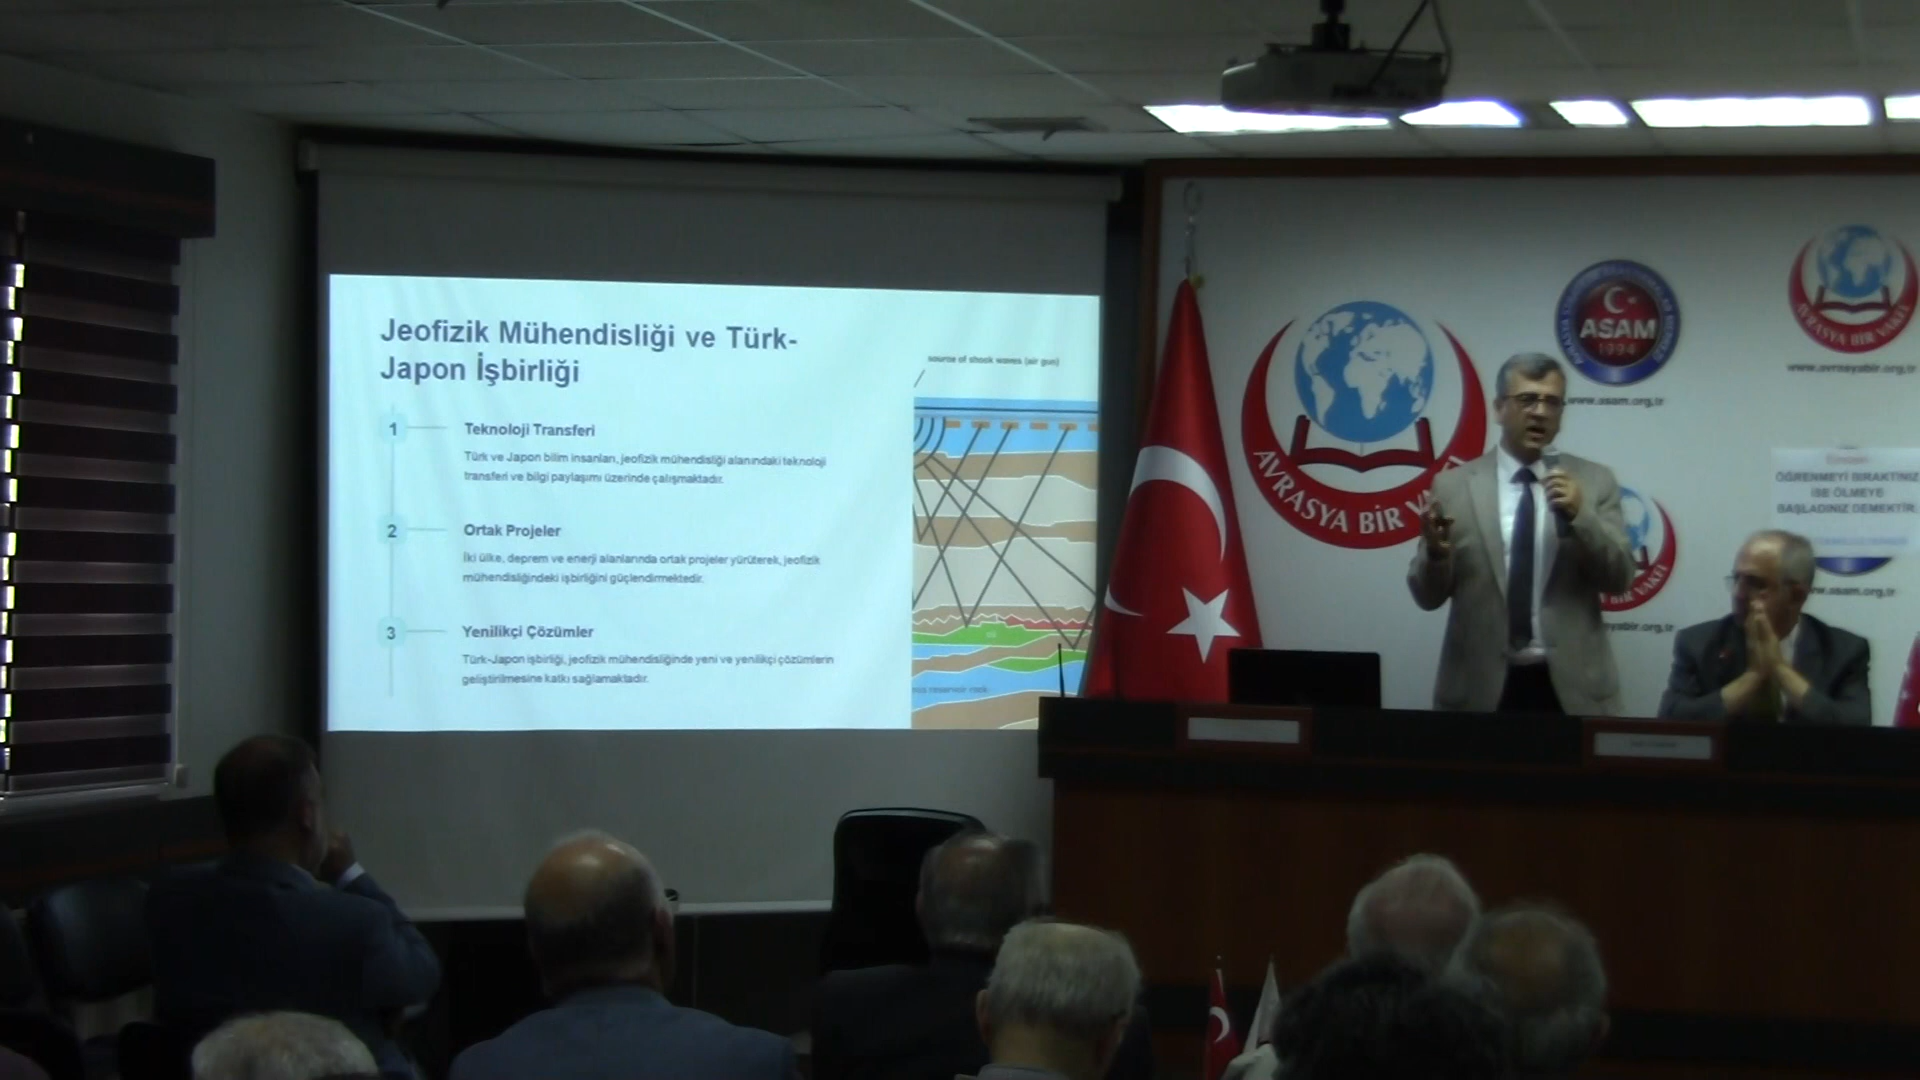 Jeofizik Mühendisliği ve Türk-
Japon İşbirliği
1
Teknoloji Transferi
Türk ve Japon bilim insanları, jeofizik mühendisliği alanındaki teknoloji
transferi ve bilgi paylaşımı üzerinde çalışmaktadır.
2
Ortak Projeler
İki ülke, deprem ve enerji alanlarında ortak projeler yürüterek, jeofizik
mühendisliğindeki işbirliğini güçlendirmektedir.
3
Yenilikçi Çözümler
Türk-Japon işbirliği, jeofizik mühendisliğinde yeni ve yenilikçi çözümlerin
geliştirilmesine katkı sağlamaktadır.
source of shock waves (air gun)
reservoir rock
AVRASYA BİR VAKFI
ASAM
1994
www.asam.org.tr
AVRASYA BİR VAKFI
www.avrasyabir.org.tr
ÖĞRENMEYİ BIRAKTINIZ
İSE ÖLMEYE
BAŞLADINIZ DEMEKTİR.
BİR VAKFI
www.asam.org.tr